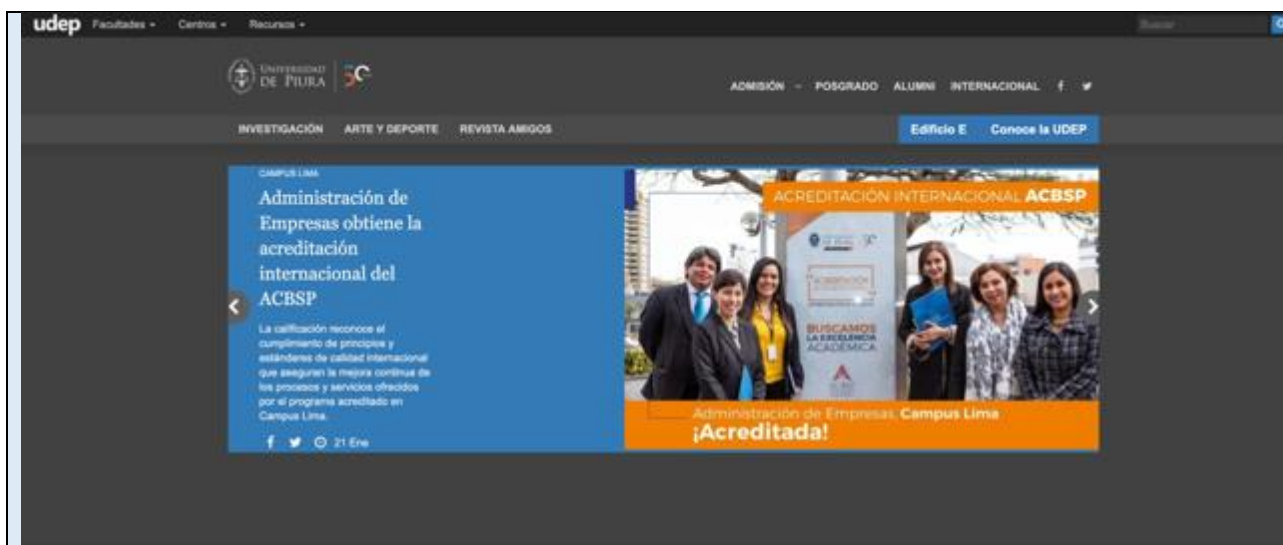 udep Facultades Centros Recursos Buscar
UNIVERSIDAD
DE PIURA
50
ADMISIÓN POSGRADO ALUMNI INTERNACIONAL
INVESTIGACIÓN ARTE Y DEPORTE REVISTA AMIGOS Edificio E Conoce la UDEP
CAMPUS LIMA
Administración de
Empresas obtiene la
acreditación
internacional del
ACBSP
La calificación reconoce el
cumplimiento de principios y
estándares de calidad internacional
que aseguran la mejora continua de
los procesos y servicios ofrecidos
por el programa acreditado en
Campus Lima.
21 Ene
ACREDITACIÓN INTERNACIONAL ACBSP
ACREDITACIÓN
BUSCAMOS
LA EXCELENCIA
ACADÉMICA
Administración de Empresas, Campus Lima
¡Acreditada!